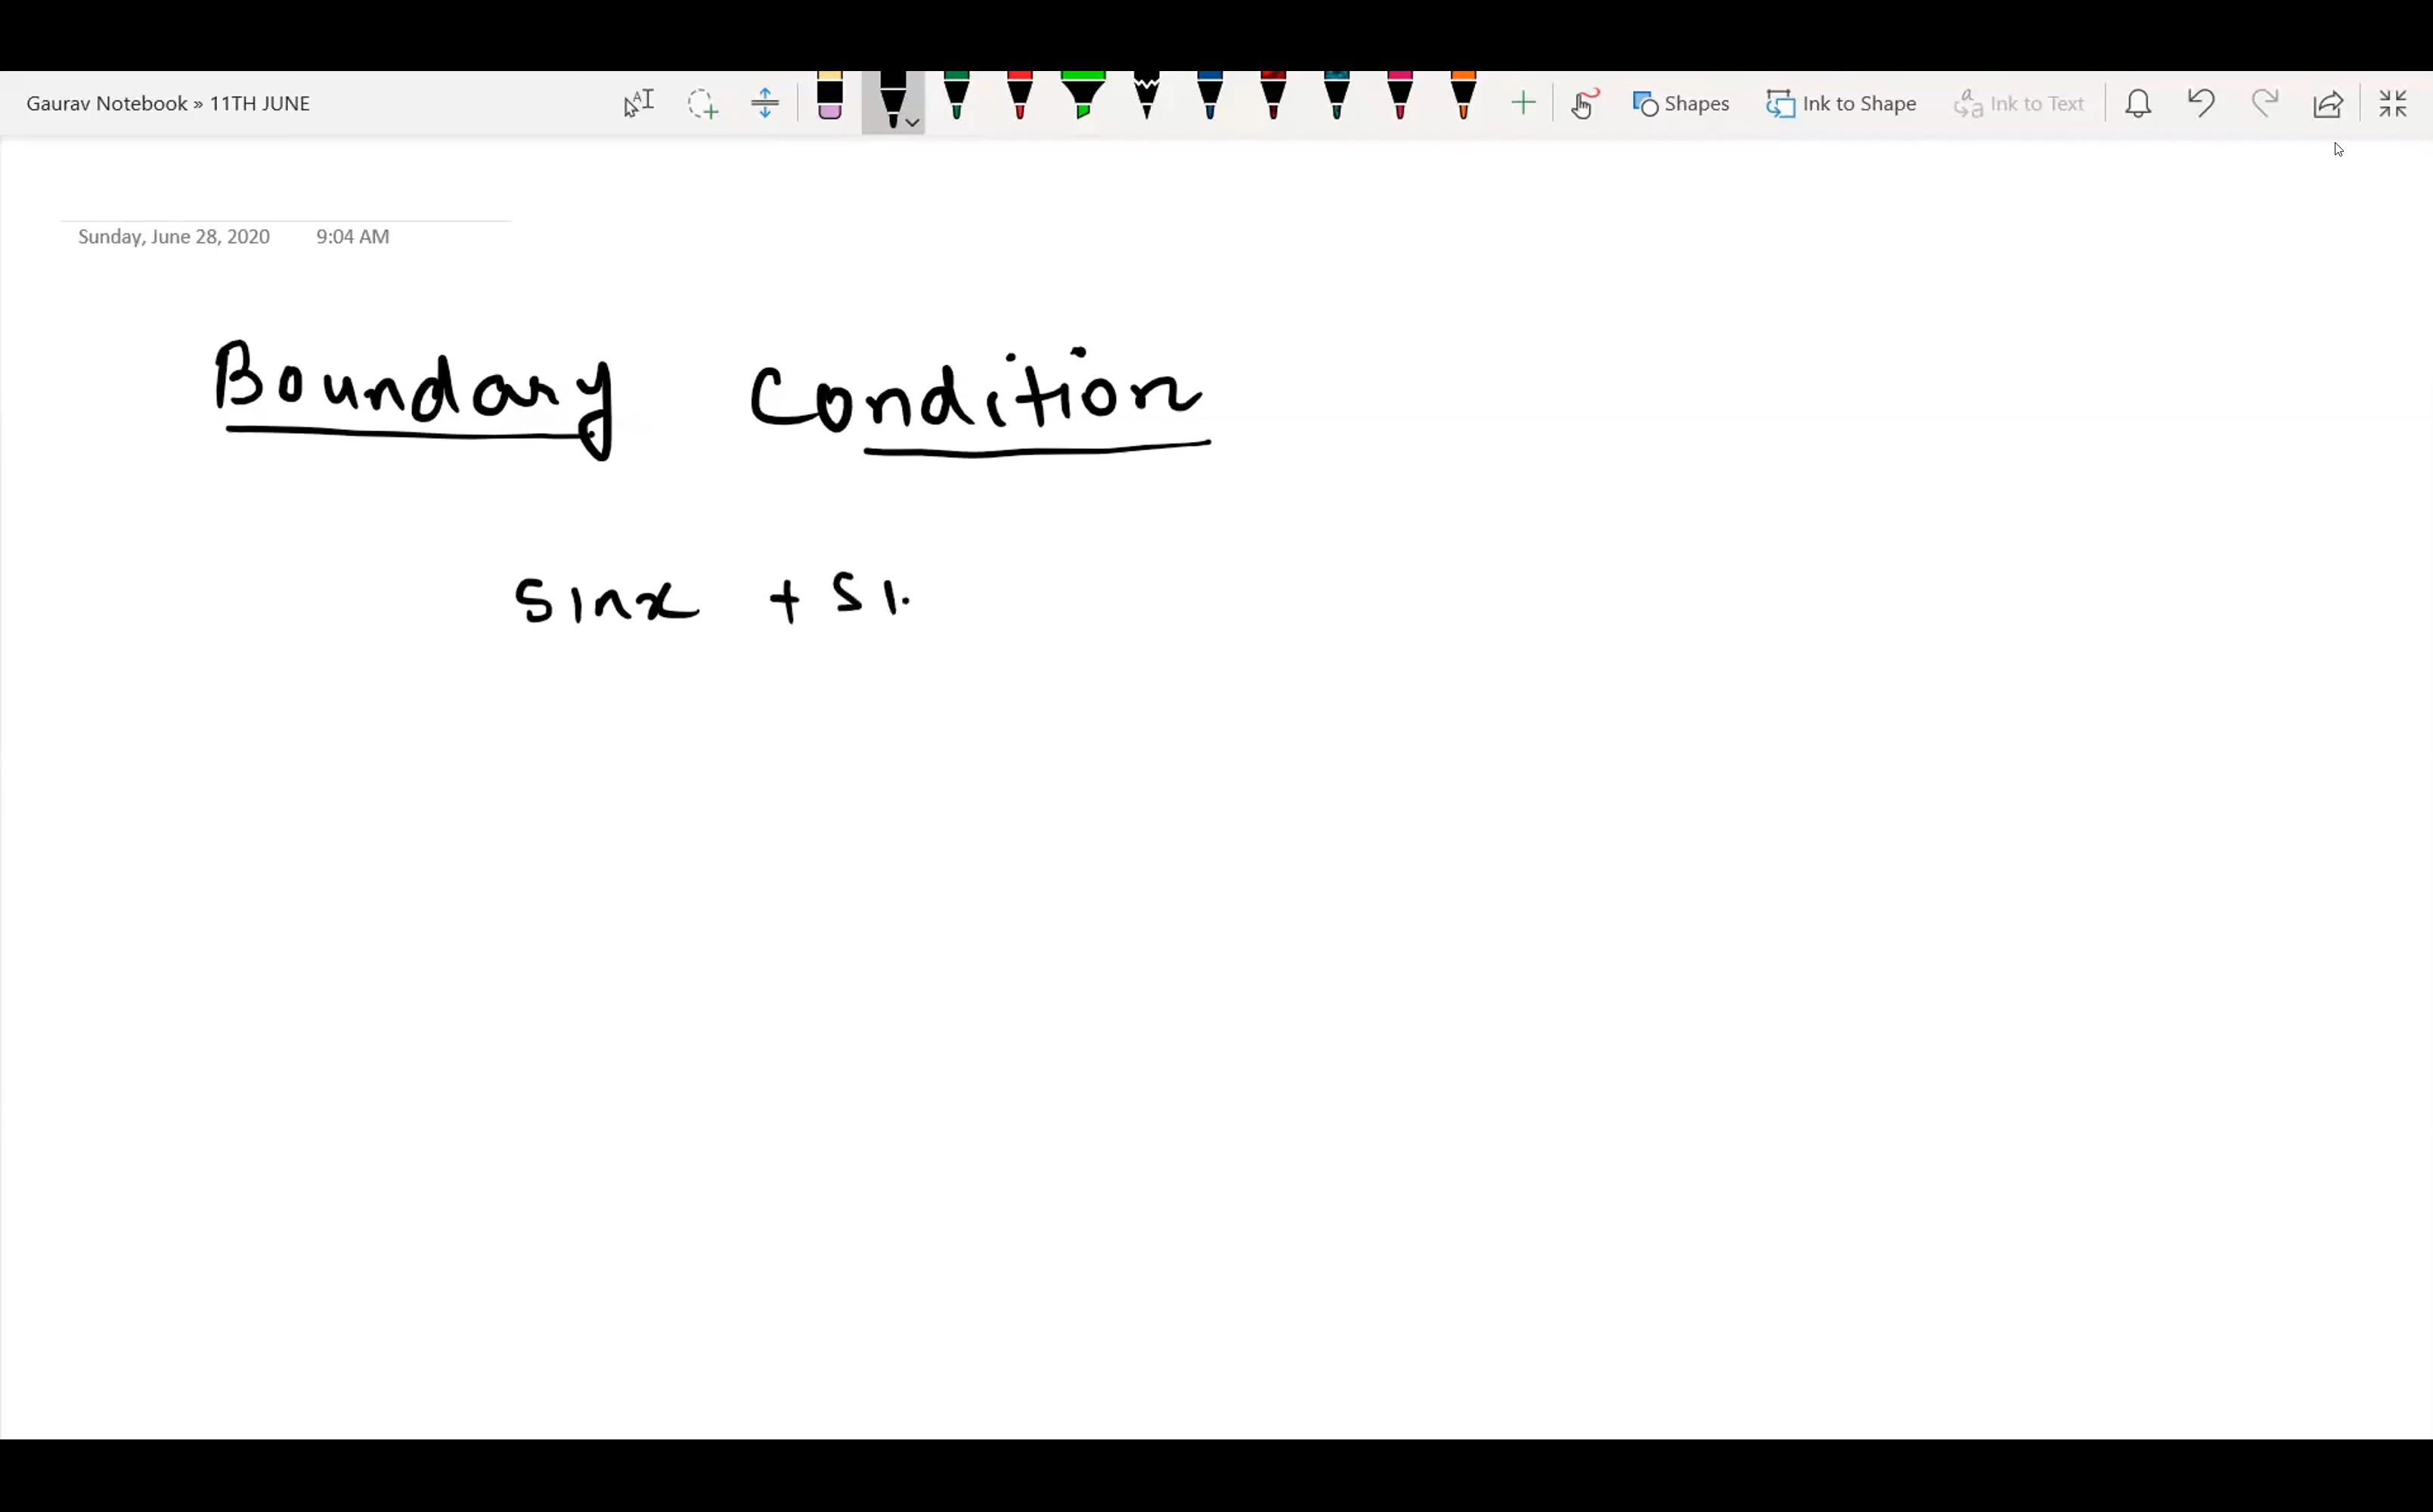 Gaurav Notebook » 11TH JUNE
Shapes
Ink to Shape
Ink to Text
Sunday, June 28, 2020 9:04 AM
Boundary Condition
sinx + si